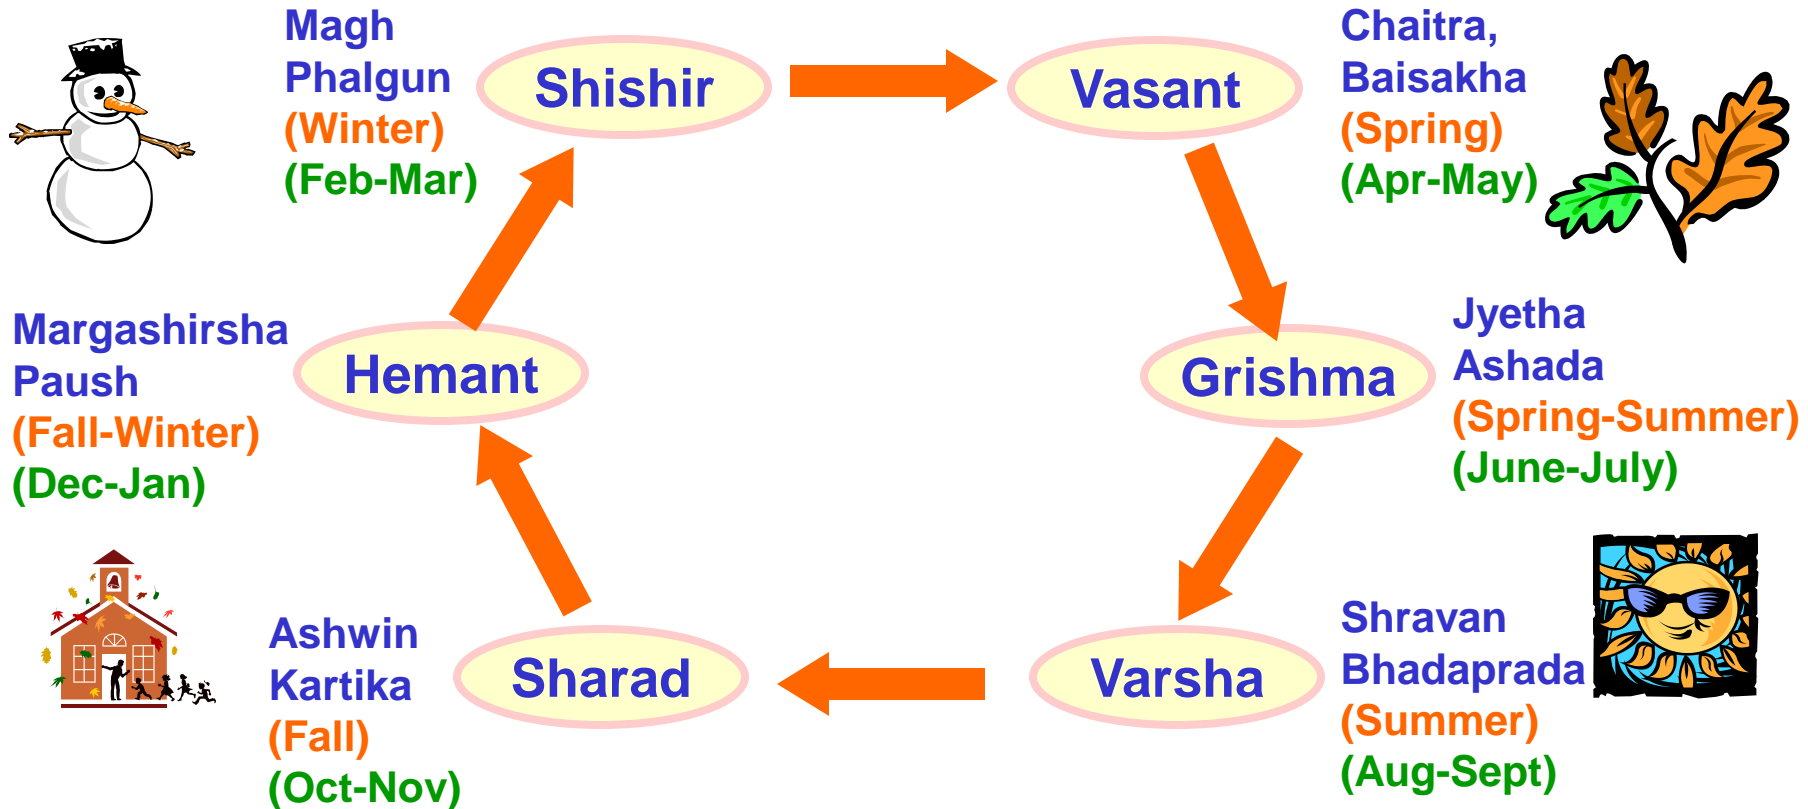 Magh
Phalgun
(Winter)
(Feb-Mar)
Shishir
Vasant
Chaitra,
Baisakha
(Spring)
(Apr-May)
Margashirsha
Paush
(Fall-Winter)
(Dec-Jan)
Hemant
Grishma
Jyetha
Ashada
(Spring-Summer)
(June-July)
Ashwin
Kartika
(Fall)
(Oct-Nov)
Sharad
Varsha
Shravan
Bhadaprada
(Summer)
(Aug-Sept)